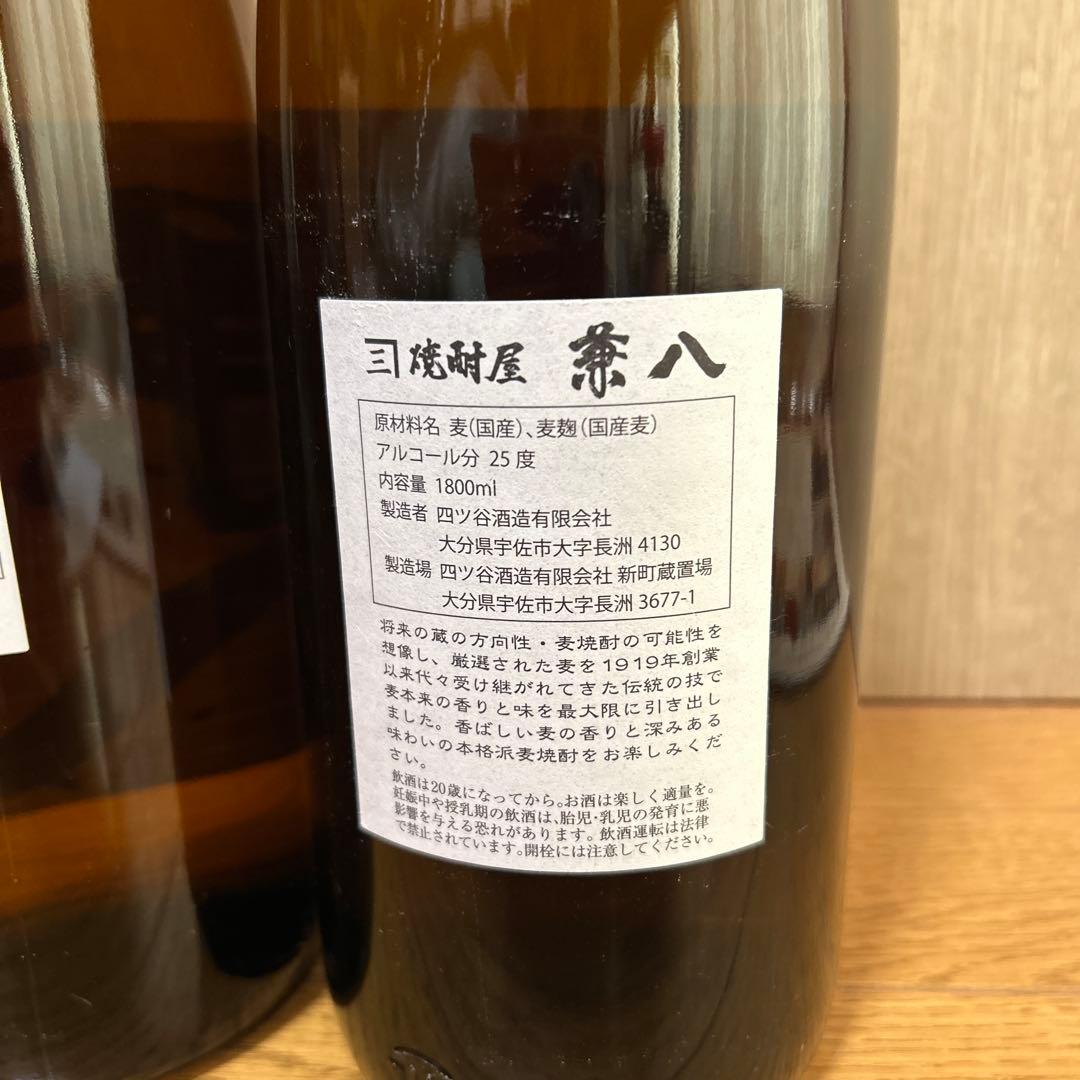 焼酎屋 兼八
原材料名 麦(国産)、麦麹(国産麦)
アルコール分 25度
内容量 1800ml
製造者 四ツ谷酒造有限会社
大分県宇佐市大字長洲 4130
製造場 四ツ谷酒造有限会社 新町蔵置場
大分県宇佐市大字長洲 3677-1
将来の蔵の方向性・麦焼酎の可能性を
想像し、厳選された麦を1919年創業
以来代々受け継がれてきた伝統の技で
麦本来の香りと味を最大限に引き出し
ました。香ばしい麦の香りと深みある
味わいの本格派麦焼酎をお楽しみくだ
さい。
飲酒は20歳になってから。お酒は楽しく適量を。
妊娠中や授乳期の飲酒は、胎児・乳児の発育に悪
影響を与える恐れがあります。飲酒運転は法律
で禁止されています。開栓には注意してください。